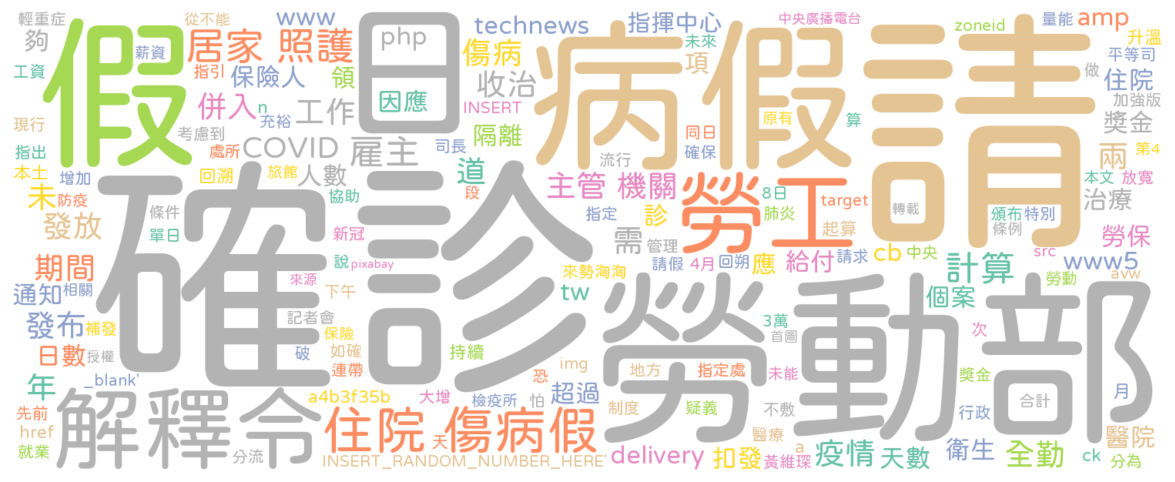 輕重症 從不能 www technews 指揮中心 中央廣播電台 zoneid 量能 amp
夠 薪資 居家 照護 php 傷病 未來 升溫
工資 指引 保險人 領 收治 項 平等司
假 日 病假 請 做 住院
併入 n 工作 因應 INSERT 原有 算 加強版
現行 充裕 隔離 同日 獎金
考慮到 COVID 雇主 司長 確保 第4
指出 處所 流行 兩
本土 增加 回溯 旅館 人數 道 主管 機關 勞工 8日 target 轉載 本文 放寬
未 防疫 協助 段 指定 診 肺炎 頒布 特別 治療
發放 條件 單日 新冠 需 管理 起算 條例 勞保
確診 說 pixabay 來源 請假 4月 回朔 應 給付 請求 cb 中央 src
期間 來勢洶洶 計算 www5
通知 相關 下午 tw 勞動部 個案 勞動 avw
發布 補發 記者會 3萬 次
日數 授權 保險 持續 首圖
年 破 如確 連帶 img 地方 指定處 未能 獎金
_blank' a4b3f35b 大增 檢疫所 恐 怕 超過 制度 疑義 不敷 行政 合計 月
先前 解釋令 住院 天 傷病假 醫療 a 醫院
href 黃維琛 衛生
就業 分流 INSERT_RANDOM_NUMBER_HERE' delivery 扣發 疫情 天數 全勤 ck 分為